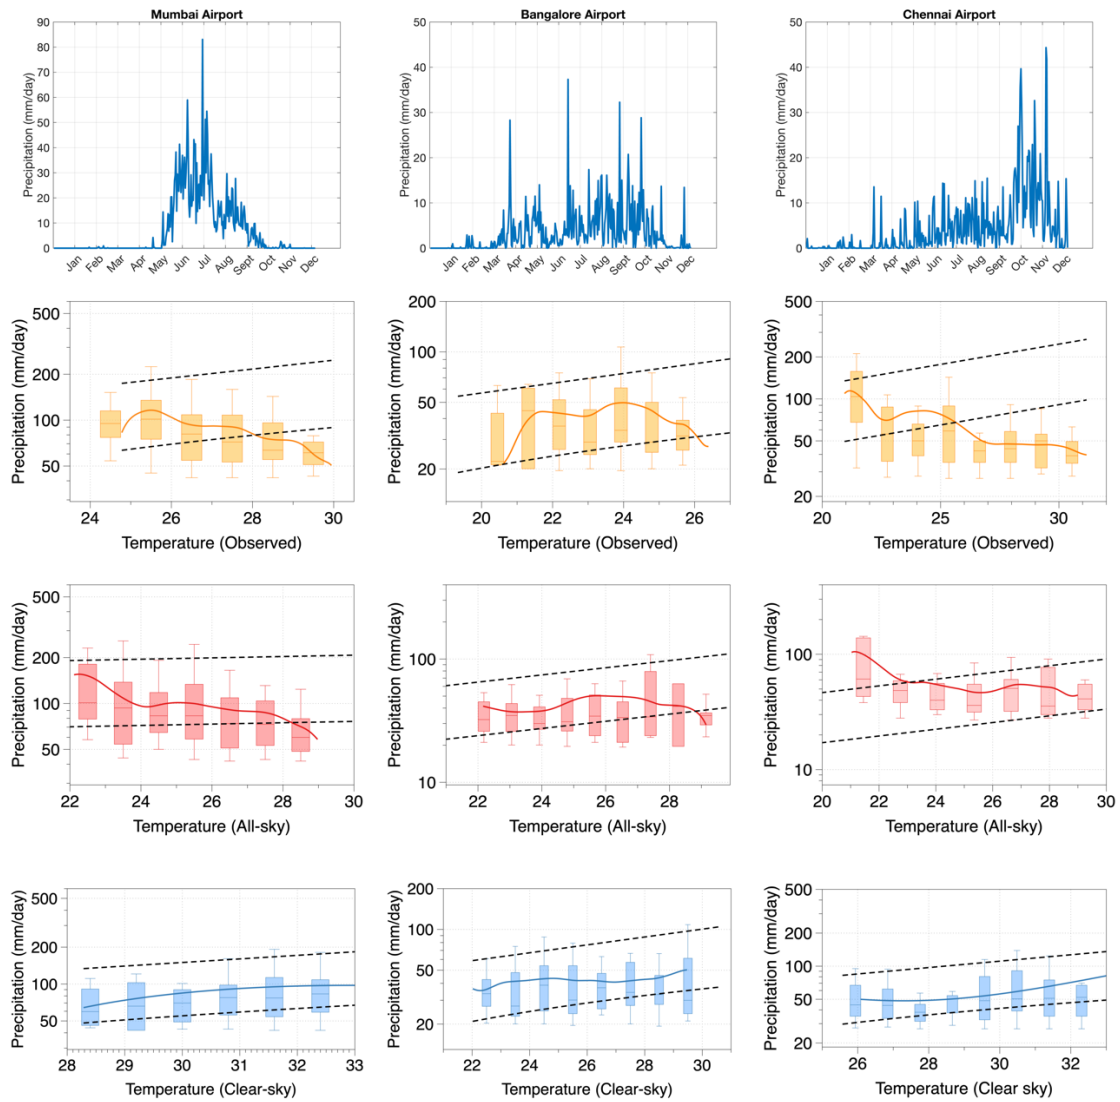 Mumbai Airport
Bangalore Airport
Chennai Airport
Precipitation (mm/day)
90
80
70
60
50
40
30
20
10
0
Jan Feb Mar Apr May Jun Jul Aug Sept Oct Nov Dec
Precipitation (mm/day)
50
40
30
20
10
0
Jan Feb Mar Apr May Jun Jul Aug Sept Oct Nov Dec
Precipitation (mm/day)
50
40
30
20
10
0
Jan Feb Mar Apr May Jun Jul Aug Sept Oct Nov Dec
Precipitation (mm/day)
500
200
100
50
24 26 28 30
Temperature (Observed)
Precipitation (mm/day)
200
100
50
20
20 22 24 26
Temperature (Observed)
Precipitation (mm/day)
500
200
100
50
20
20 25 30
Temperature (Observed)
Precipitation (mm/day)
500
200
100
50
22 24 26 28 30
Temperature (All-sky)
Precipitation (mm/day)
100
10
22 24 26 28
Temperature (All-sky)
Precipitation (mm/day)
100
10
20 22 24 26 28 30
Temperature (All-sky)
Precipitation (mm/day)
500
200
100
50
28 29 30 31 32 33
Temperature (Clear-sky)
Precipitation (mm/day)
200
100
50
20
22 24 26 28 30
Temperature (Clear-sky)
Precipitation (mm/day)
500
200
100
50
20
26 28 30 32
Temperature (Clear sky)